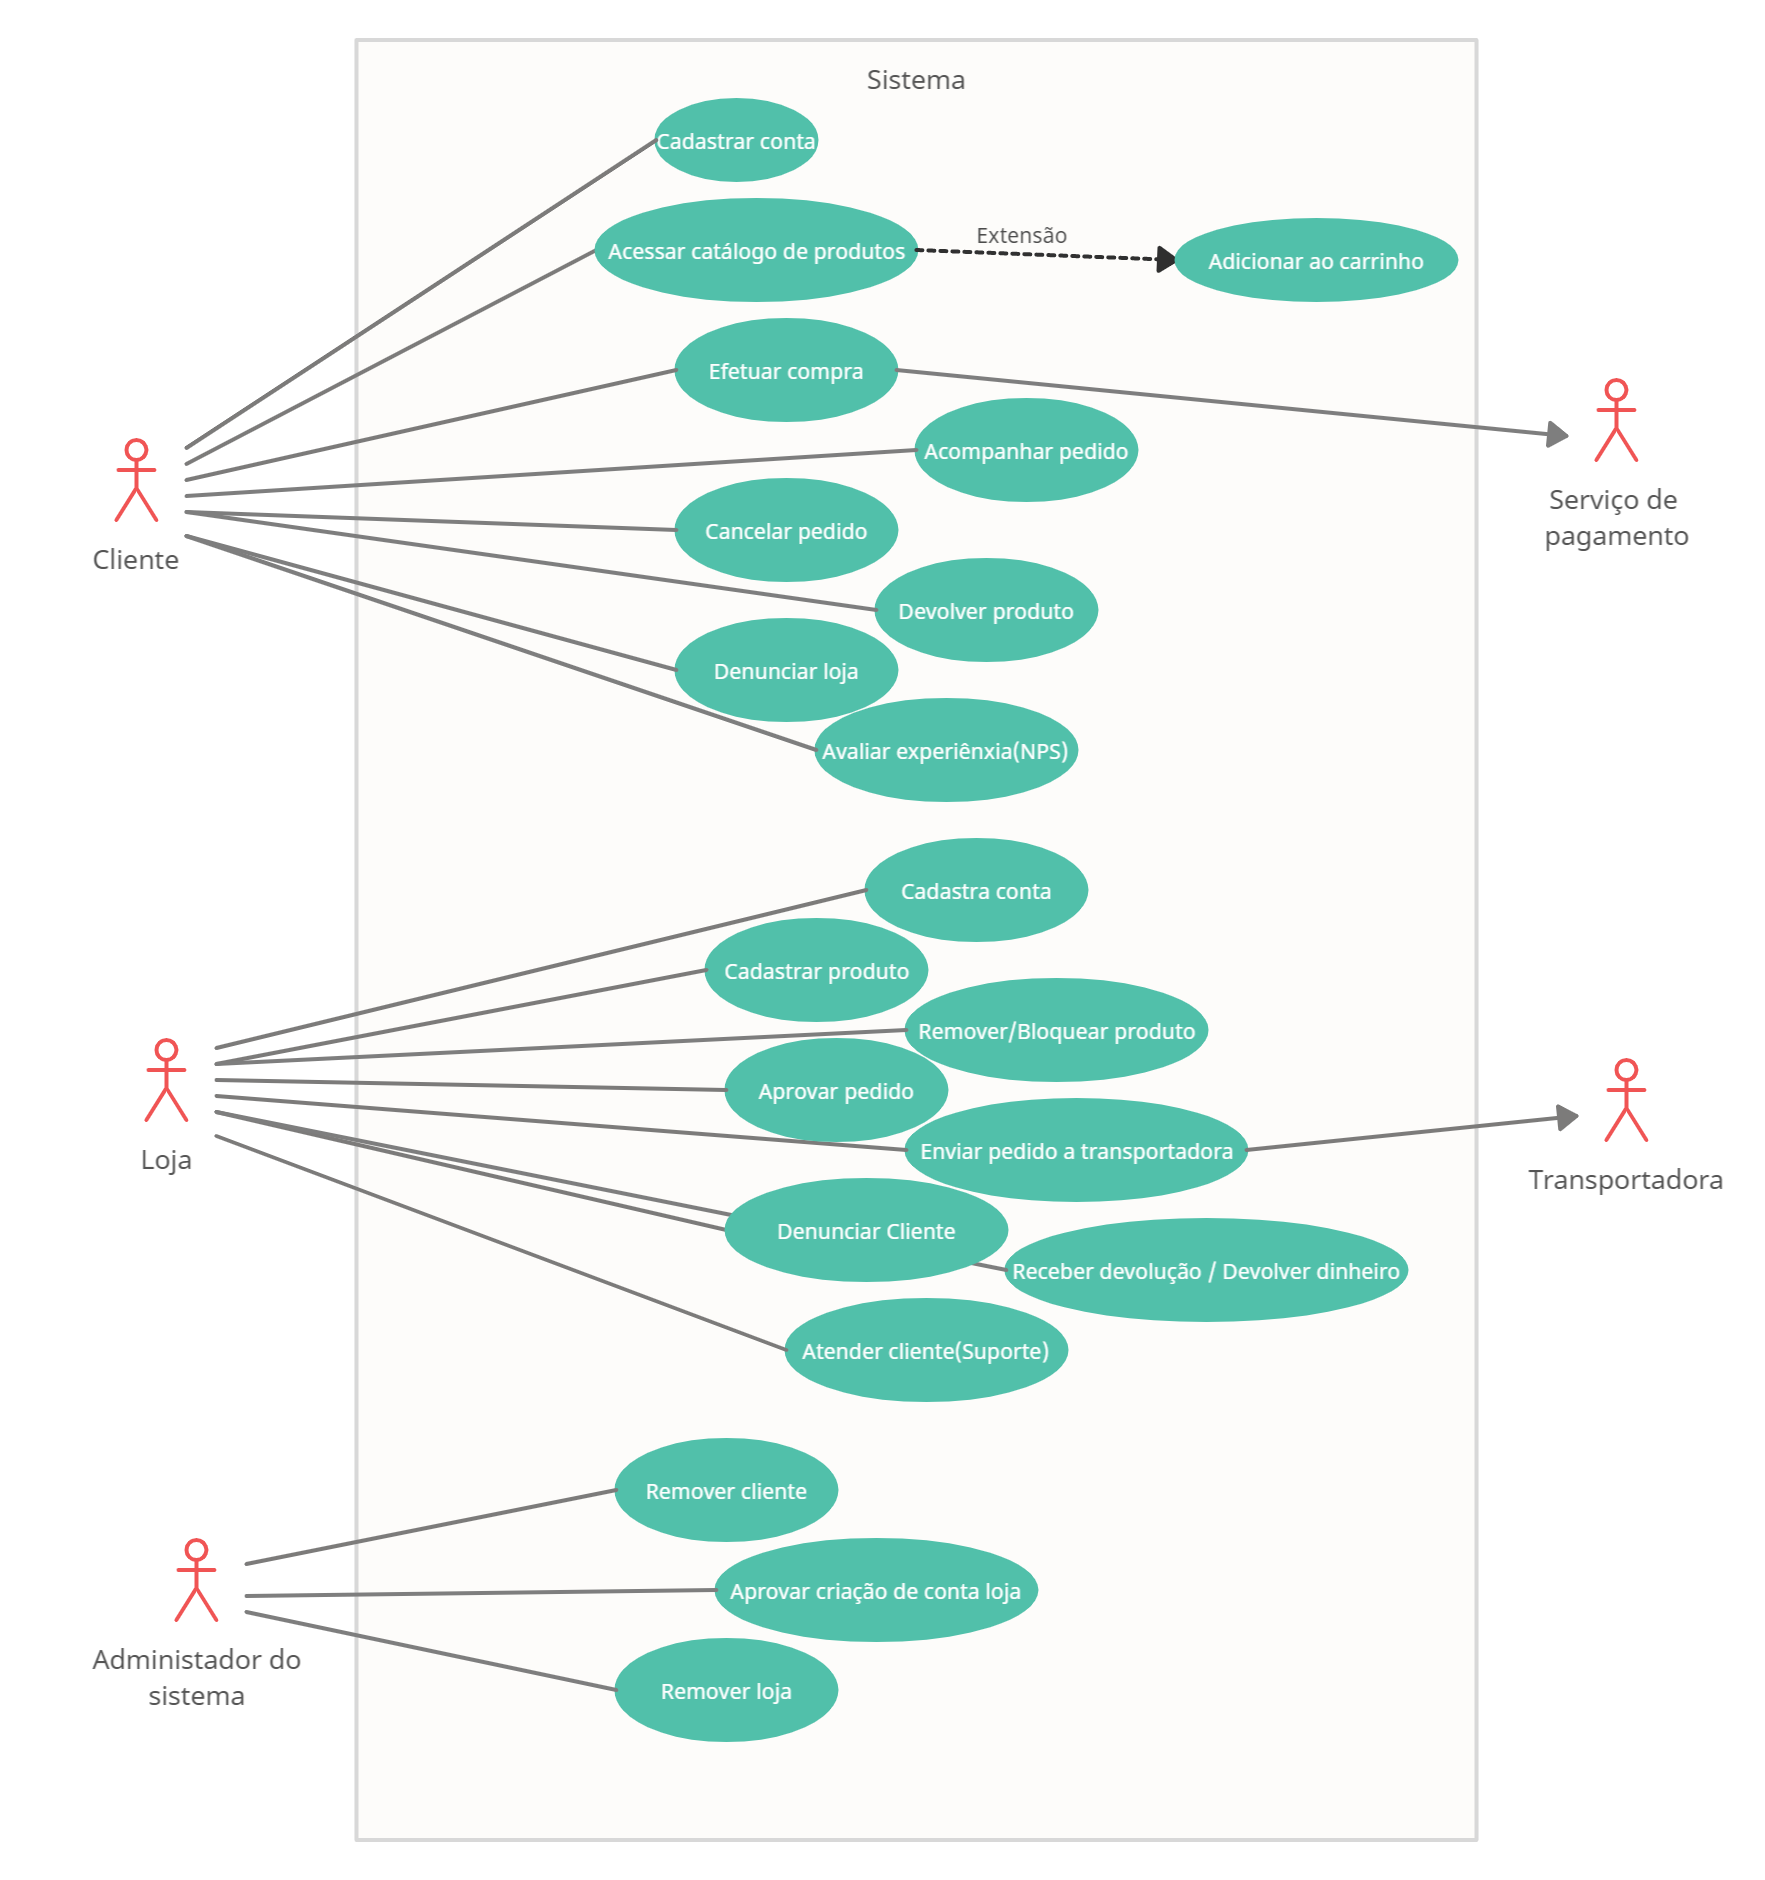 Sistema
Cadastrar conta
Acessar catálogo de produtos
Extensão
Adicionar ao carrinho
Efetuar compra
Acompanhar pedido
Serviço de
pagamento
Cancelar pedido
Cliente
Devolver produto
Denunciar loja
Avaliar experiênxia(NPS)
Cadastra conta
Cadastrar produto
Remover/Bloquear produto
Aprovar pedido
Enviar pedido a transportadora
Loja
Transportadora
Denunciar Cliente
Receber devolução / Devolver dinheiro
Atender cliente(Suporte)
Remover cliente
Aprovar criação de conta loja
Administador do
sistema
Remover loja